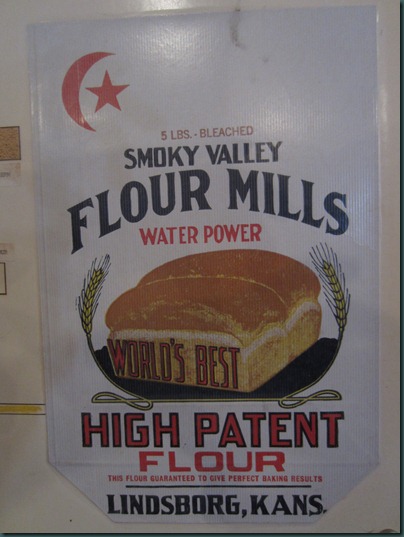 5 LBS. - BLEACHED
SMOKY VALLEY
FLOUR MILLS
WATER POWER
WORLD'S BEST
HIGH PATENT
FLOUR
THIS FLOUR GUARANTEED TO GIVE PERFECT BAKING RESULTS
LINDSBORG, KANS.